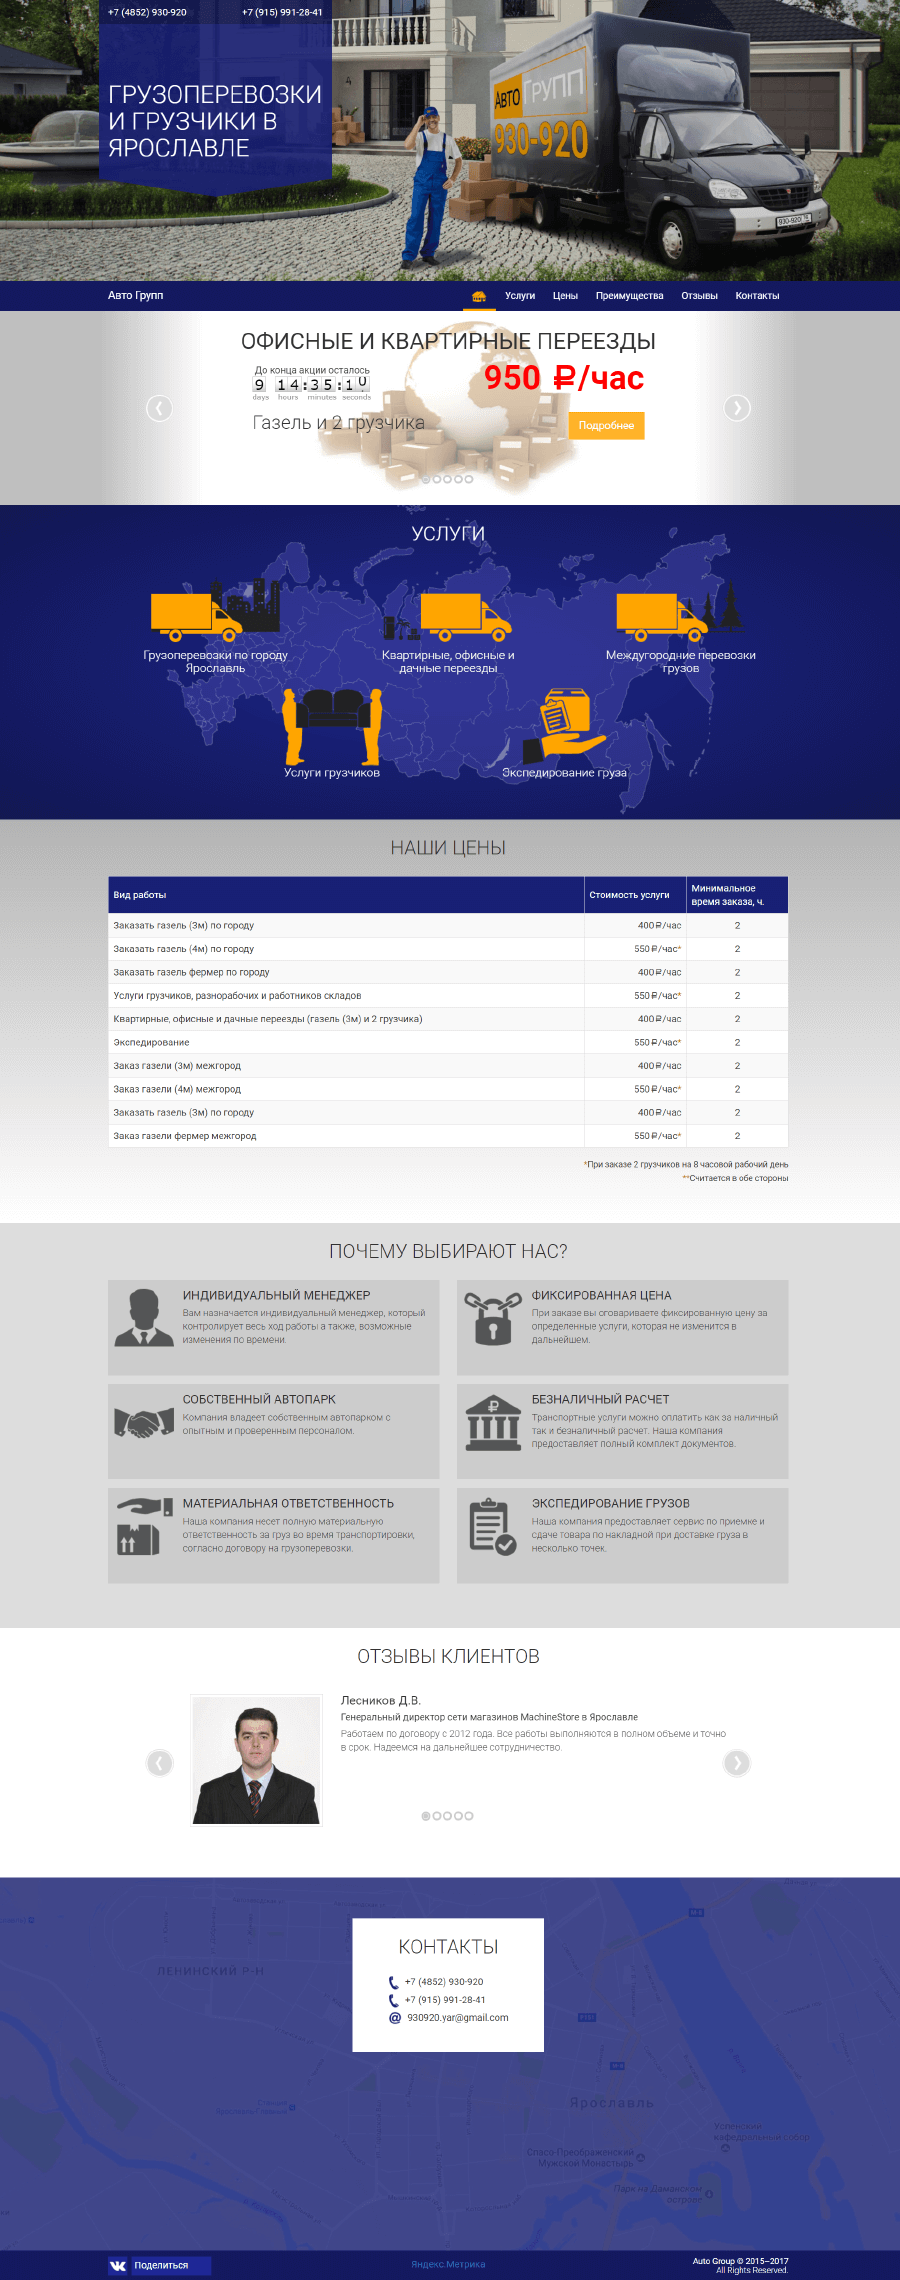 +7 (4852) 930-920
+7 (915) 991-28-41
ГРУЗОПЕРЕВОЗКИ
И ГРУЗЧИКИ В
ЯРОСЛАВЛЕ
АВТО ГРУПП
930-920
930-920
Авто Групп
Услуги
Цены
Преимущества
Отзывы
Контакты
ОФИСНЫЕ И КВАРТИРНЫЕ ПЕРЕЕЗДЫ
До конца акции осталось
950 ₽/час
9 14:35:10
days hours minutes seconds
Газель и 2 грузчика
Подробнее
УСЛУГИ
Грузоперевозки по городу
Ярославль
Квартирные, офисные и
дачные переезды
Междугородние перевозки
грузов
Услуги грузчиков
Экспедирование груза
НАШИ ЦЕНЫ
Вид работы
Стоимость услуги
Минимальное
время заказа, ч.
Заказать газель (3м) по городу 400 ₽/час 2
Заказать газель (4м) по городу 550 ₽/час* 2
Заказать газель фермер по городу 400 ₽/час 2
Услуги грузчиков, разнорабочих и работников складов 550 ₽/час* 2
Квартирные, офисные и дачные переезды (газель (3м) и 2 грузчика) 400 ₽/час 2
Экспедирование 550 ₽/час* 2
Заказ газели (3м) межгород 400 ₽/час 2
Заказ газели (4м) межгород 550 ₽/час* 2
Заказать газель (3м) по городу 400 ₽/час 2
Заказ газели фермер межгород 550 ₽/час* 2
*При заказе 2 грузчиков на 8 часовой рабочий день
**Считается в обе стороны
ПОЧЕМУ ВЫБИРАЮТ НАС?
ИНДИВИДУАЛЬНЫЙ МЕНЕДЖЕР
Вам назначается индивидуальный менеджер, который
контролирует весь ход работы а также, возможные
изменения по времени.
ФИКСИРОВАННАЯ ЦЕНА
При заказе вы оговариваете фиксированную цену за
определенные услуги, которая не изменится в
дальнейшем.
СОБСТВЕННЫЙ АВТОПАРК
Компания владеет собственным автопарком с
опытным и проверенным персоналом.
БЕЗНАЛИЧНЫЙ РАСЧЕТ
Транспортные услуги можно оплатить как за наличный
так и безналичный расчет. Наша компания
предоставляет полный комплект документов.
МАТЕРИАЛЬНАЯ ОТВЕТСТВЕННОСТЬ
Наша компания несет полную материальную
ответственность за груз во время транспортировки,
согласно договору на грузоперевозки.
ЭКСПЕДИРОВАНИЕ ГРУЗОВ
Наша компания предоставляет сервис по приемке и
сдаче товара по накладной при доставке груза в
несколько точек.
ОТЗЫВЫ КЛИЕНТОВ
Лесников Д.В.
Генеральный директор сети магазинов MachineStore в Ярославле
Работаем по договору с 2012 года. Все работы выполняются в полном объеме и точно
в срок. Надеемся на дальнейшее сотрудничество.
КОНТАКТЫ
+7 (4852) 930-920
+7 (915) 991-28-41
930920.yar@gmail.com
ЛЕНИНСКИЙ Р-Н
М-8
М-8
Ярославль
Успенский
кафедральный собор
Спасо-Преображенский
Мужской Монастырь
Парк на Даманском
острове
Поделиться
Яндекс.Метрика
Auto Group © 2015–2017
All Rights Reserved.